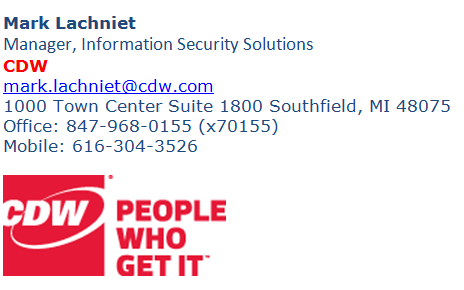 Mark Lachniet
Manager, Information Security Solutions
CDW
mark.lachniet@cdw.com
1000 Town Center Suite 1800 Southfield, MI 48075
Office: 847-968-0155 (x70155)
Mobile: 616-304-3526
CDW®
PEOPLE
WHO
GET IT™